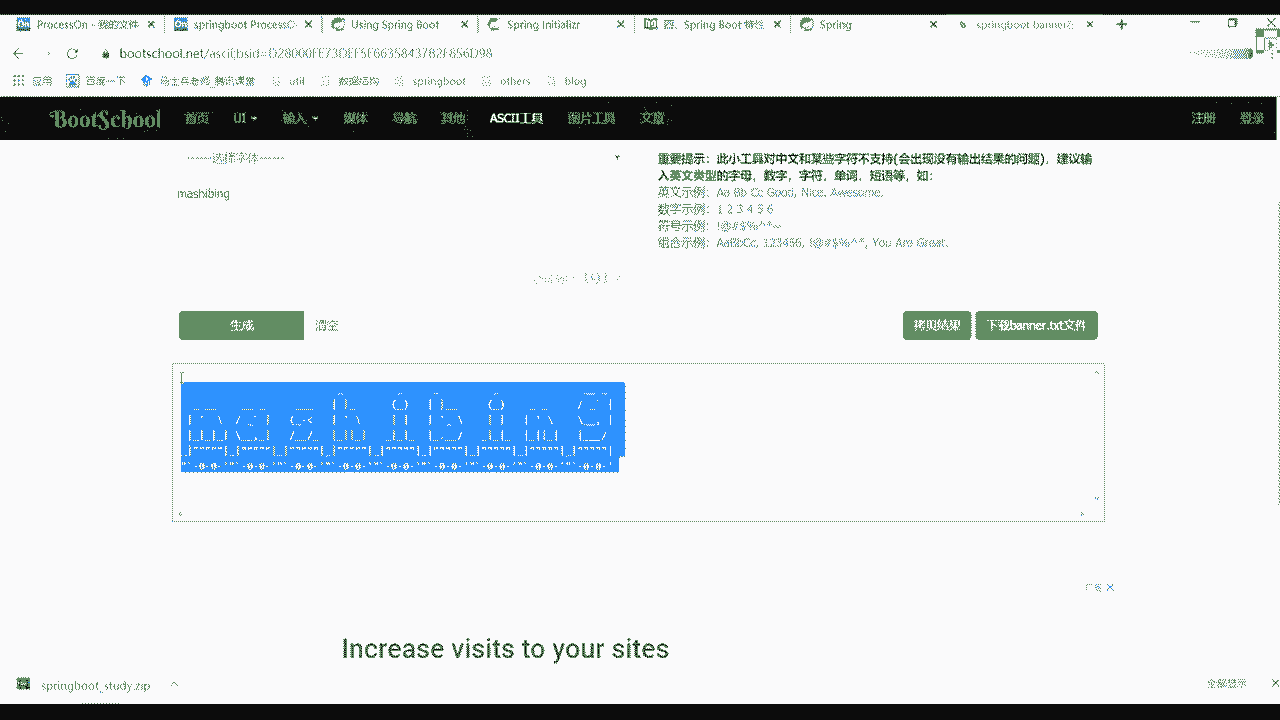 ProcessOn - 我的文件
springboot ProcessO
Using Spring Boot
Spring Initializr
四、Spring Boot 特性
Spring
springboot banner
bootschool.net/ascii
应用
百度一下
马士兵老师_腾讯课堂
util
数据结构
springboot
others
blog
BootSchool
首页
UI
输入
媒体
导航
其他
ASCII工具
图片工具
文章
注册
登录
------选择字体------
mashibing
重要提示：此小工具对中文和某些字符不支持(会出现没有输出结果的问题)，建议输
入英文类型的字母，数字，字符，单词，短语等，如：
英文示例：Aa Bb Cc Good, Nice. Awesome.
数字示例：1 2 3 4 5 6
符号示例：!@#$%^*~
组合示例：AaBbCc, 123456, !@#$%^*, You Are Great.
生成
清空
拷贝结果
下载banner.txt文件
m a s h i b i n g
广告
Increase visits to your sites
springboot_study.zip
全部显示